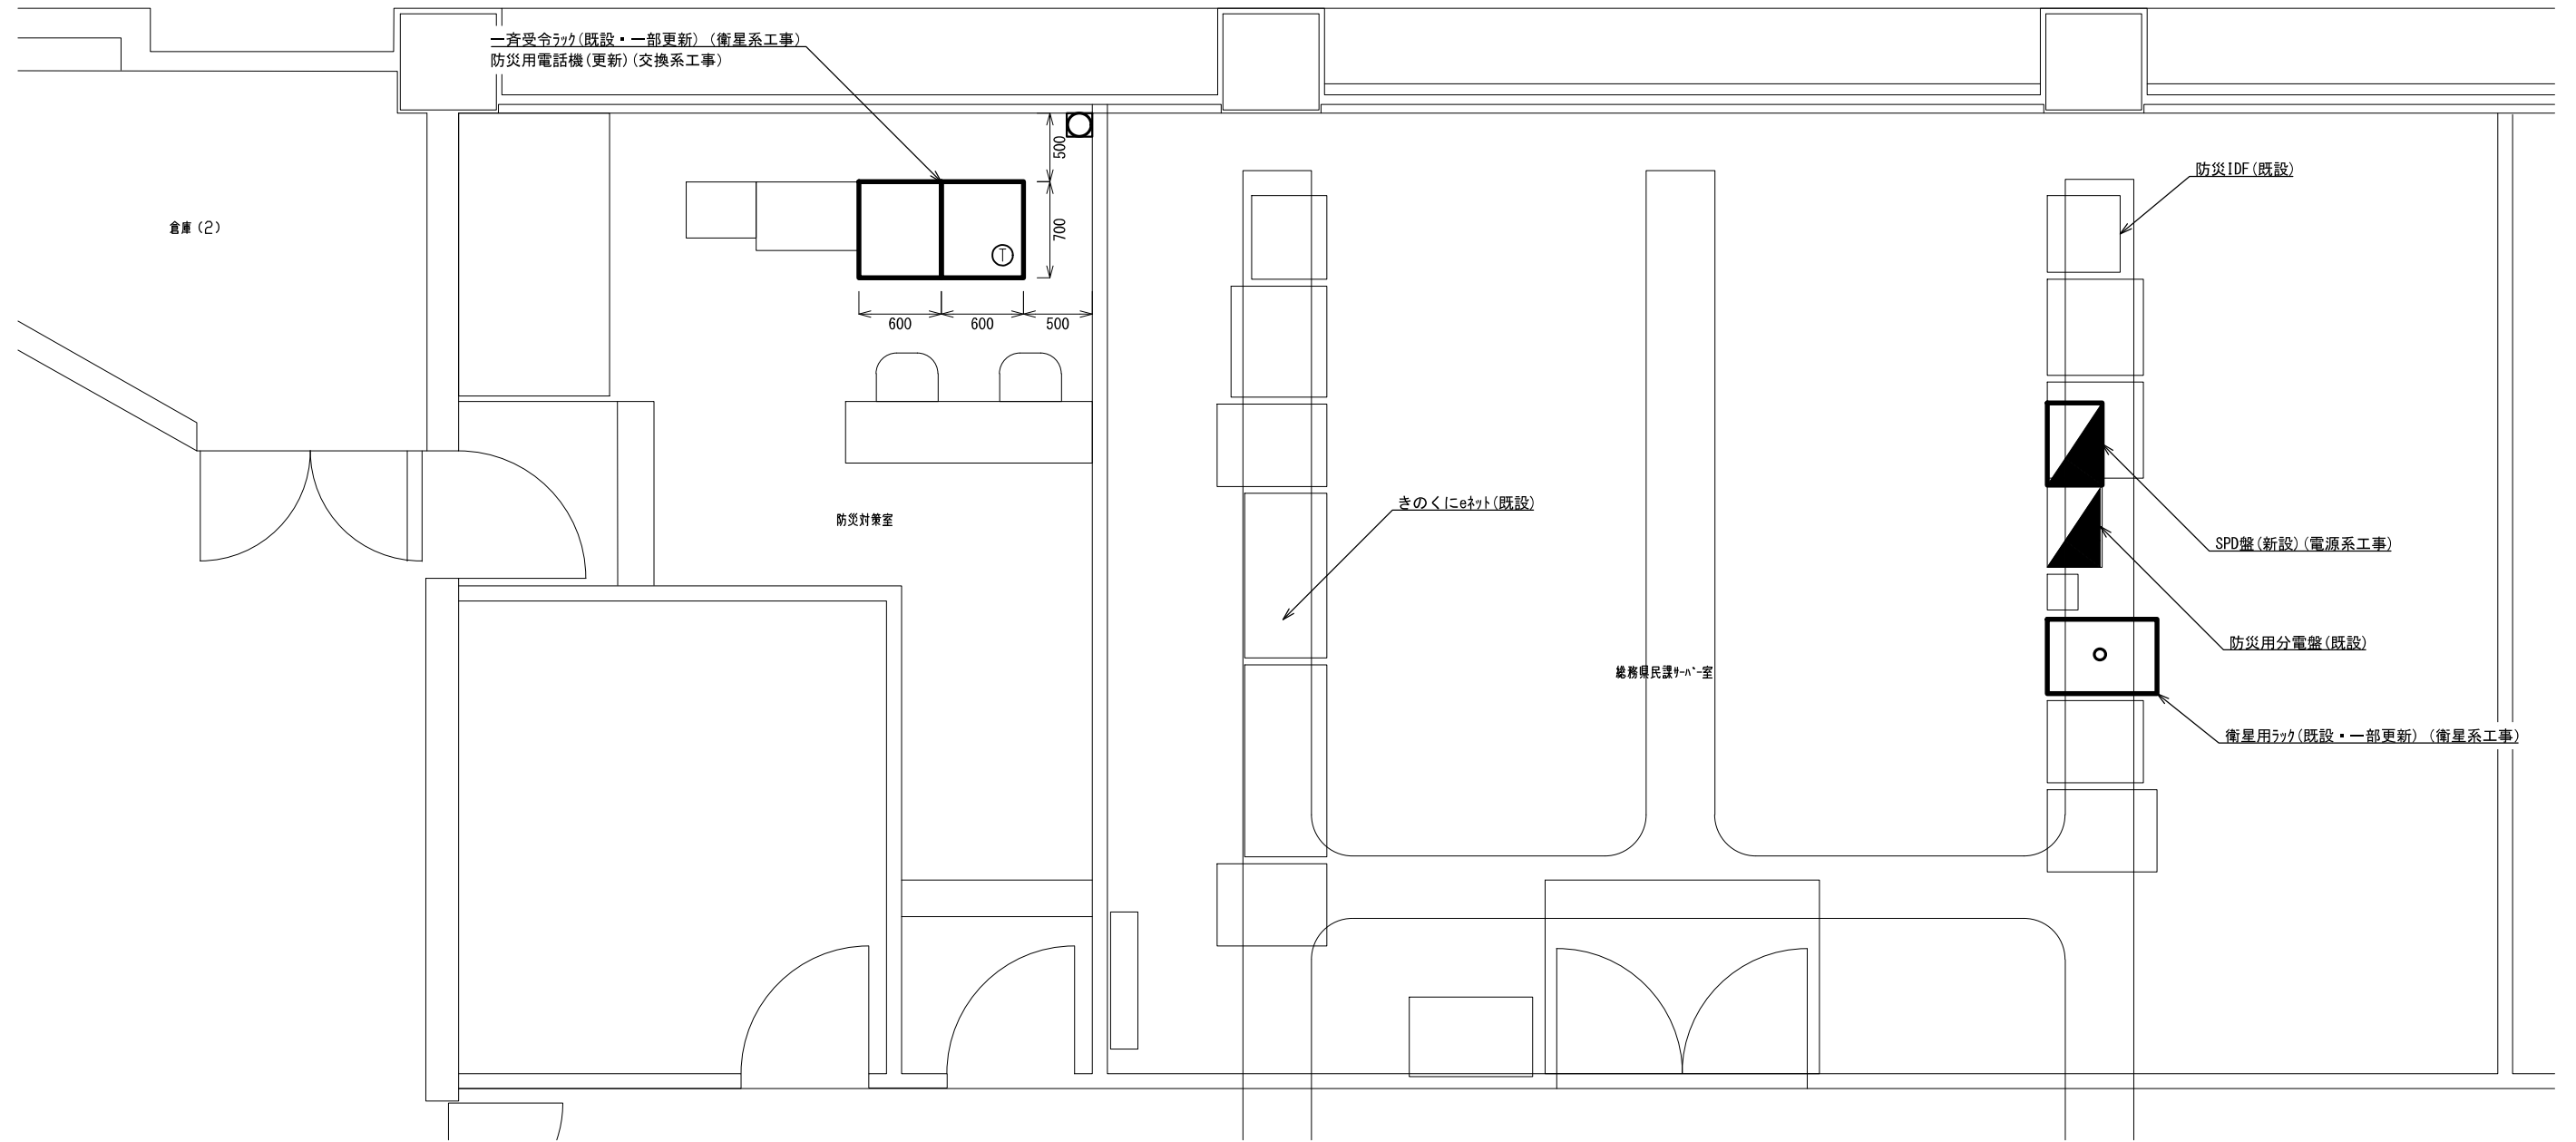 一斉受令ﾗｯｸ(既設・一部更新)（衛星系工事）
防災用電話機(更新)(交換系工事)
500
防災IDF(既設)
700
倉庫（2）
T
600
600
500
きのくにeﾈｯﾄ(既設)
防災対策室
SPD盤(新設)(電源系工事)
防災用分電盤(既設)
総務県民課ｻｰﾊﾞｰ室
衛星用ﾗｯｸ(既設・一部更新)（衛星系工事）